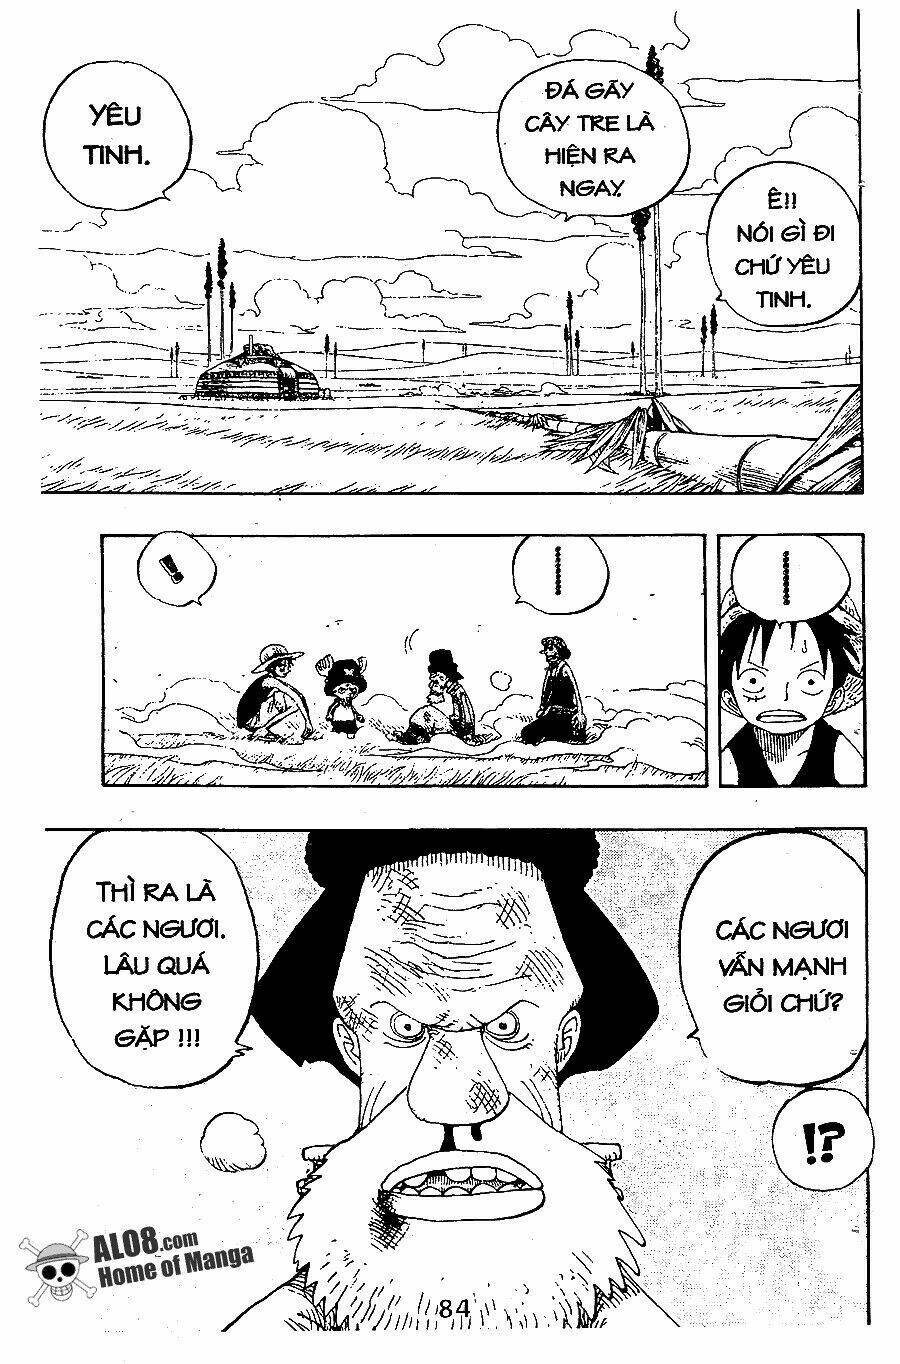 ĐÁ GÃY
CÂY TRE LÀ
HIỆN RA
NGAY.
Ê!!
NÓI GÌ ĐI
CHỨ YÊU
TINH.
YÊU
TINH.
..........
..........
!
CÁC NGƯƠI
VẪN MẠNH
GIỎI CHỨ?
!?
THÌ RA LÀ
CÁC NGƯƠI.
LÂU QUÁ
KHÔNG
GẶP !!!
ALO8.com
Home of Manga
84